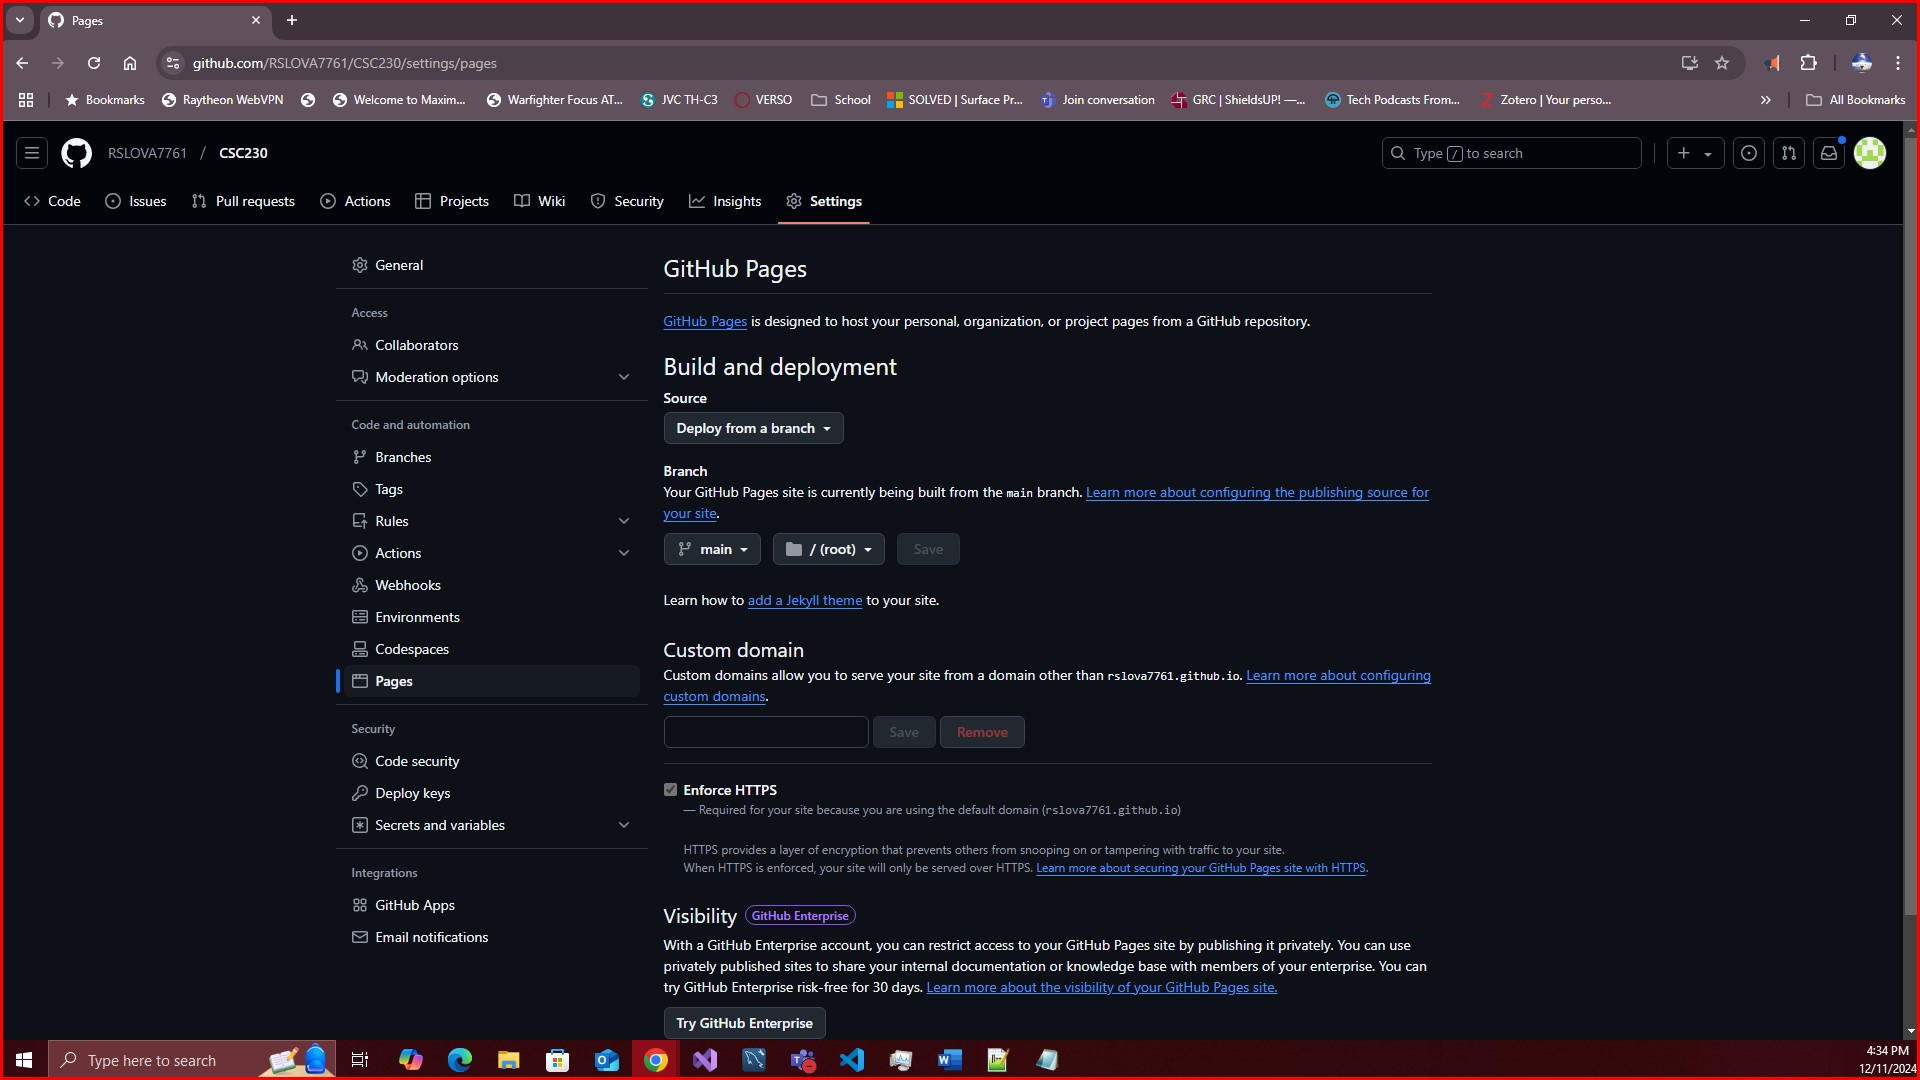 Pages
github.com/RSLOVA7761/CSC230/settings/pages
Bookmarks
Raytheon WebVPN
Welcome to Maxim...
Warfighter Focus AT...
JVC TH-C3
VERSO
School
SOLVED | Surface Pr...
Join conversation
GRC | ShieldsUP! —...
Tech Podcasts From...
Zotero | Your perso...
All Bookmarks
RSLOVA7761 / CSC230
Type / to search
Code
Issues
Pull requests
Actions
Projects
Wiki
Security
Insights
Settings
General
Access
Collaborators
Moderation options
Code and automation
Branches
Tags
Rules
Actions
Webhooks
Environments
Codespaces
Pages
Security
Code security
Deploy keys
Secrets and variables
Integrations
GitHub Apps
Email notifications
GitHub Pages
GitHub Pages is designed to host your personal, organization, or project pages from a GitHub repository.
Build and deployment
Source
Deploy from a branch
Branch
Your GitHub Pages site is currently being built from the main branch. Learn more about configuring the publishing source for
your site.
main
/ (root)
Save
Learn how to add a Jekyll theme to your site.
Custom domain
Custom domains allow you to serve your site from a domain other than rslova7761.github.io. Learn more about configuring
custom domains.
Save
Remove
Enforce HTTPS
— Required for your site because you are using the default domain (rslova7761.github.io)
HTTPS provides a layer of encryption that prevents others from snooping on or tampering with traffic to your site.
When HTTPS is enforced, your site will only be served over HTTPS. Learn more about securing your GitHub Pages site with HTTPS.
Visibility GitHub Enterprise
With a GitHub Enterprise account, you can restrict access to your GitHub Pages site by publishing it privately. You can use
privately published sites to share your internal documentation or knowledge base with members of your enterprise. You can
try GitHub Enterprise risk-free for 30 days. Learn more about the visibility of your GitHub Pages site.
Try GitHub Enterprise
Type here to search
4:34 PM
12/11/2024